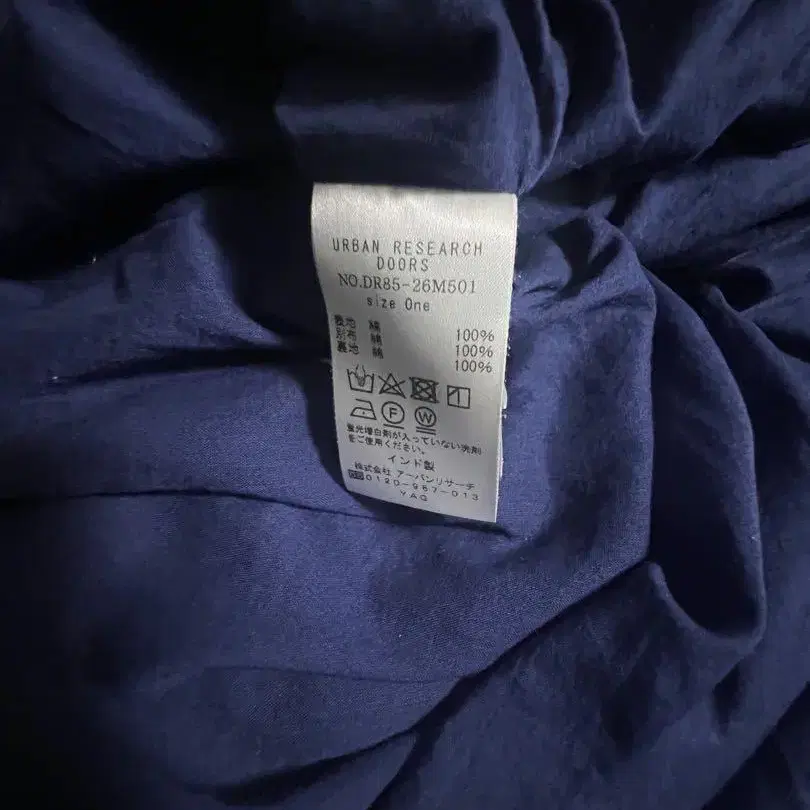 URBAN RESEARCH
DOORS
NO.DR85-26M501
size One
表地 綿 100%
別布 綿 100%
裏地 綿 100%
F W
蛍光増白剤が入っていない洗剤
をご使用ください。
インド製
株式会社 アーバンリサーチ
0120-987-013
YAG